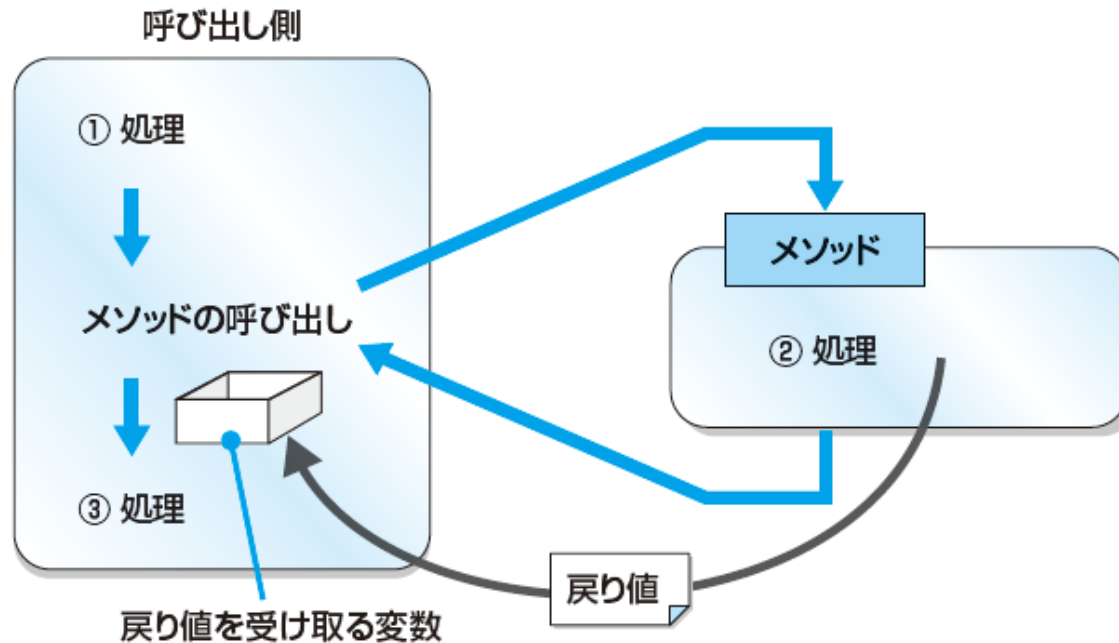 呼び出し側
① 処理
メソッドの呼び出し
③ 処理
戻り値を受け取る変数
メソッド
② 処理
戻り値